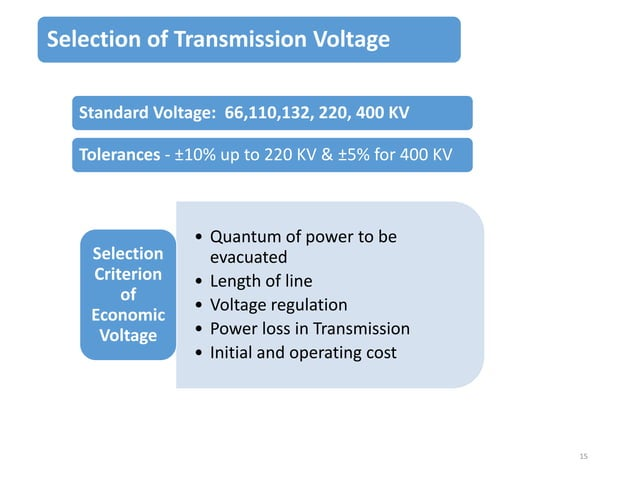 Selection of Transmission Voltage
Standard Voltage: 66,110,132, 220, 400 KV
Tolerances - ±10% up to 220 KV & ±5% for 400 KV
Selection
Criterion
of
Economic
Voltage
• Quantum of power to be
evacuated
• Length of line
• Voltage regulation
• Power loss in Transmission
• Initial and operating cost
15